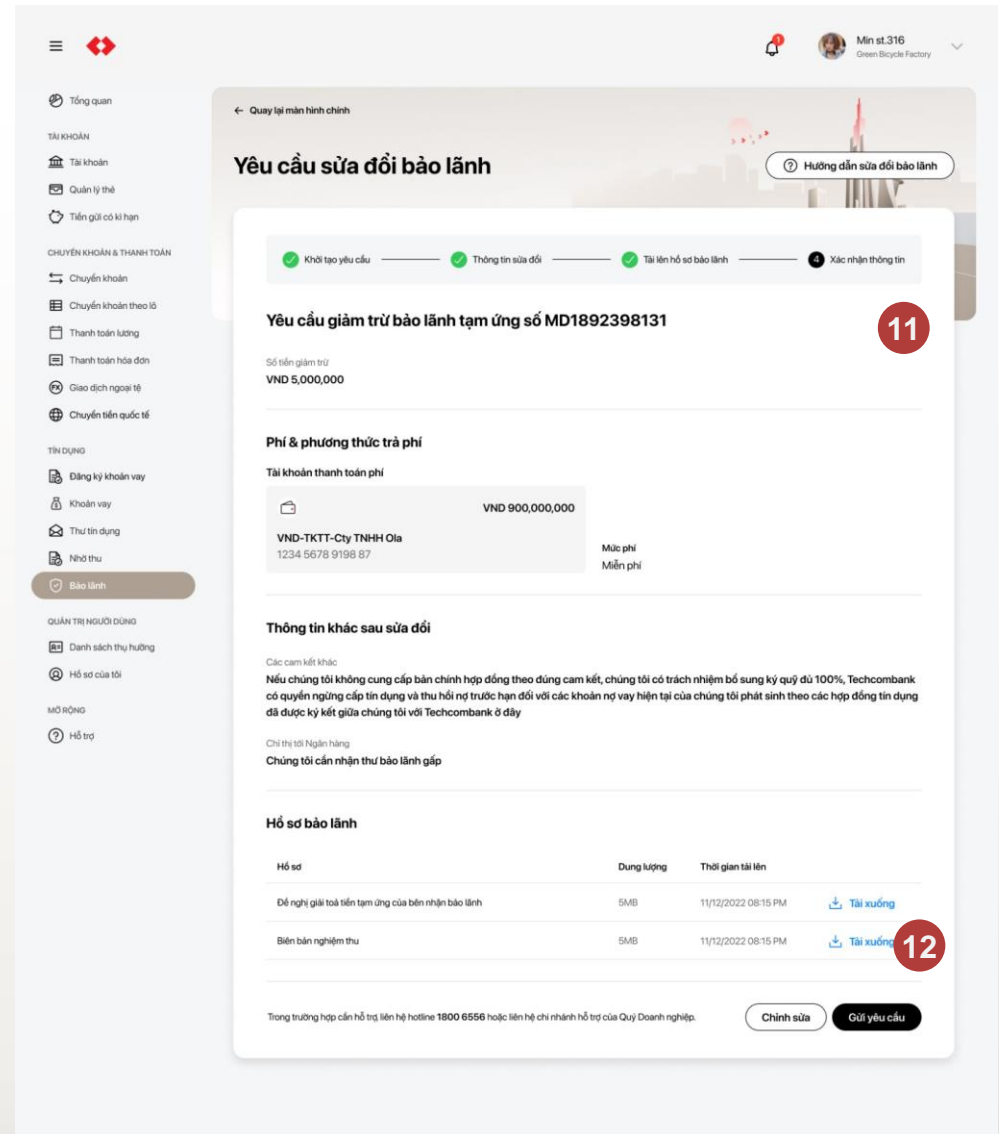 1
Min st.316
Green Bicycle Factory
Tổng quan
TÀI KHOẢN
Tài khoản
Quản lý thẻ
Tiền gửi có kì hạn
CHUYỂN KHOẢN & THANH TOÁN
Chuyển khoản
Chuyển khoản theo lô
Thanh toán lương
Thanh toán hóa đơn
FX Giao dịch ngoại tệ
Chuyển tiền quốc tế
TÍN DỤNG
Đăng ký khoản vay
Khoản vay
Thư tín dụng
Nhờ thu
Bảo lãnh
QUẢN TRỊ NGƯỜI DÙNG
Danh sách thụ hưởng
Hồ sơ của tôi
MỞ RỘNG
Hỗ trợ
← Quay lại màn hình chính
Yêu cầu sửa đổi bảo lãnh
Hướng dẫn sửa đổi bảo lãnh
Khởi tạo yêu cầu
Thông tin sửa đổi
Tải lên hồ sơ bảo lãnh
4 Xác nhận thông tin
Yêu cầu giảm trừ bảo lãnh tạm ứng số MD1892398131
11
Số tiền giảm trừ
VND 5,000,000
Phí & phương thức trả phí
Tài khoản thanh toán phí
VND 900,000,000
VND-TKTT-Cty TNHH Ola
1234 5678 9198 87
Mức phí
Miễn phí
Thông tin khác sau sửa đổi
Các cam kết khác
Nếu chúng tôi không cung cấp bản chính hợp đồng theo đúng cam kết, chúng tôi có trách nhiệm bổ sung ký quỹ đủ 100%, Techcombank
có quyền ngừng cấp tín dụng và thu hồi nợ trước hạn đối với các khoản nợ vay hiện tại của chúng tôi phát sinh theo các hợp đồng tín dụng
đã được ký kết giữa chúng tôi với Techcombank ở đây
Chỉ thị tới Ngân hàng
Chúng tôi cần nhận thư bảo lãnh gấp
Hồ sơ bảo lãnh
Hồ sơ Dung lượng Thời gian tải lên
Đề nghị giải toả tiền tạm ứng của bên nhận bảo lãnh 5MB 11/12/2022 08:15 PM Tải xuống
Biên bản nghiệm thu 5MB 11/12/2022 08:15 PM Tải xuống
12
Trong trường hợp cần hỗ trợ, liên hệ hotline 1800 6556 hoặc liên hệ chi nhánh hỗ trợ của Quý Doanh nghiệp.
Chỉnh sửa
Gửi yêu cầu